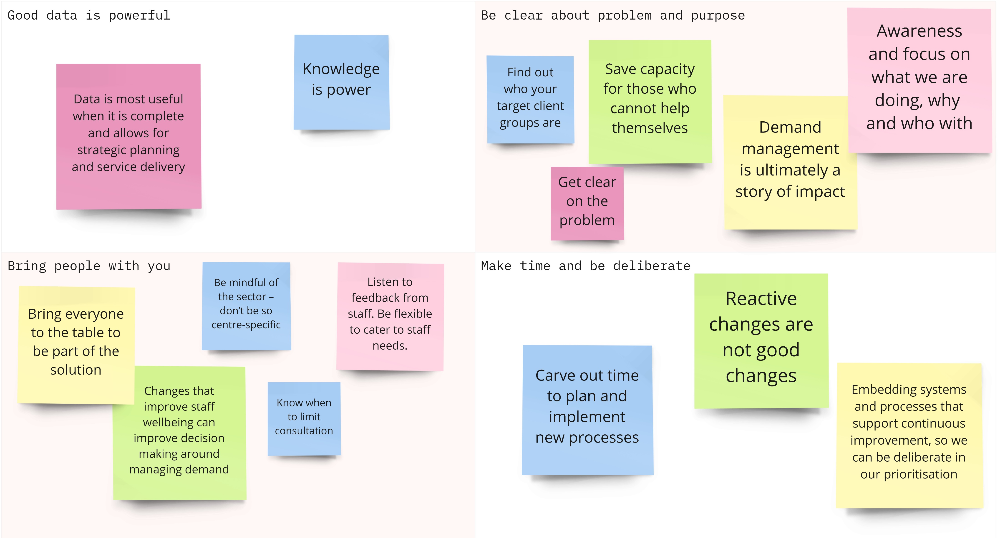 Good data is powerful
Data is most useful
when it is complete
and allows for
strategic planning
and service delivery
Knowledge
is power
Be clear about problem and purpose
Find out
who your
target client
groups are
Save capacity
for those who
cannot help
themselves
Get clear
on the
problem
Demand
management
is ultimately a
story of impact
Awareness
and focus on
what we are
doing, why
and who with
Bring people with you
Bring everyone
to the table to
be part of the
solution
Changes that
improve staff
wellbeing can
improve decision
making around
managing demand
Be mindful of
the sector –
don’t be so
centre-specific
Know when
to limit
consultation
Listen to
feedback from
staff. Be flexible
to cater to staff
needs.
Make time and be deliberate
Carve out time
to plan and
implement
new processes
Reactive
changes are
not good
changes
Embedding systems
and processes that
support continuous
improvement, so we
can be deliberate in
our prioritisation